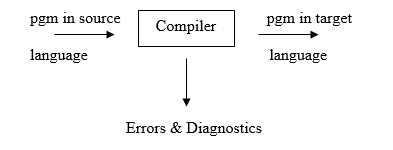 pgm in source
language
Compiler
pgm in target
language
Errors & Diagnostics